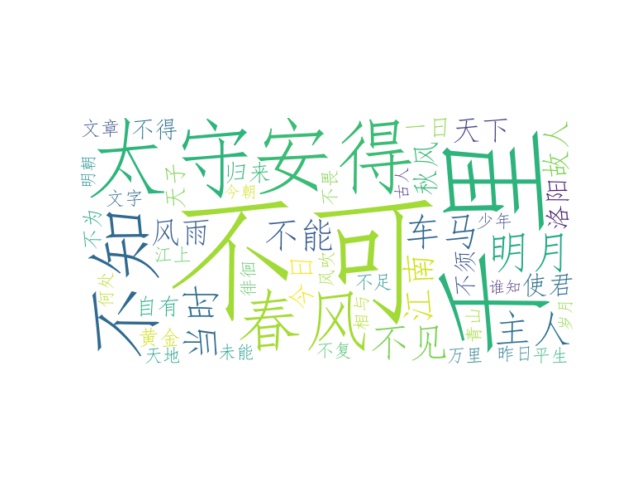 文章
不得
太守
安得
一日
天下
明朝
天子
归来
今朝
不畏
古人
秋风
千里
洛阳
故人
文字
不为
不知
风雨
江上
不可
不能
车马
少年
明月
何处
自有
徘徊
今日
风吹
不足
江南
不须
谁知
使君
黄金
当时
春风
相与
不见
青山
主人
岁月
天地
未能
不复
万里
昨日
平生